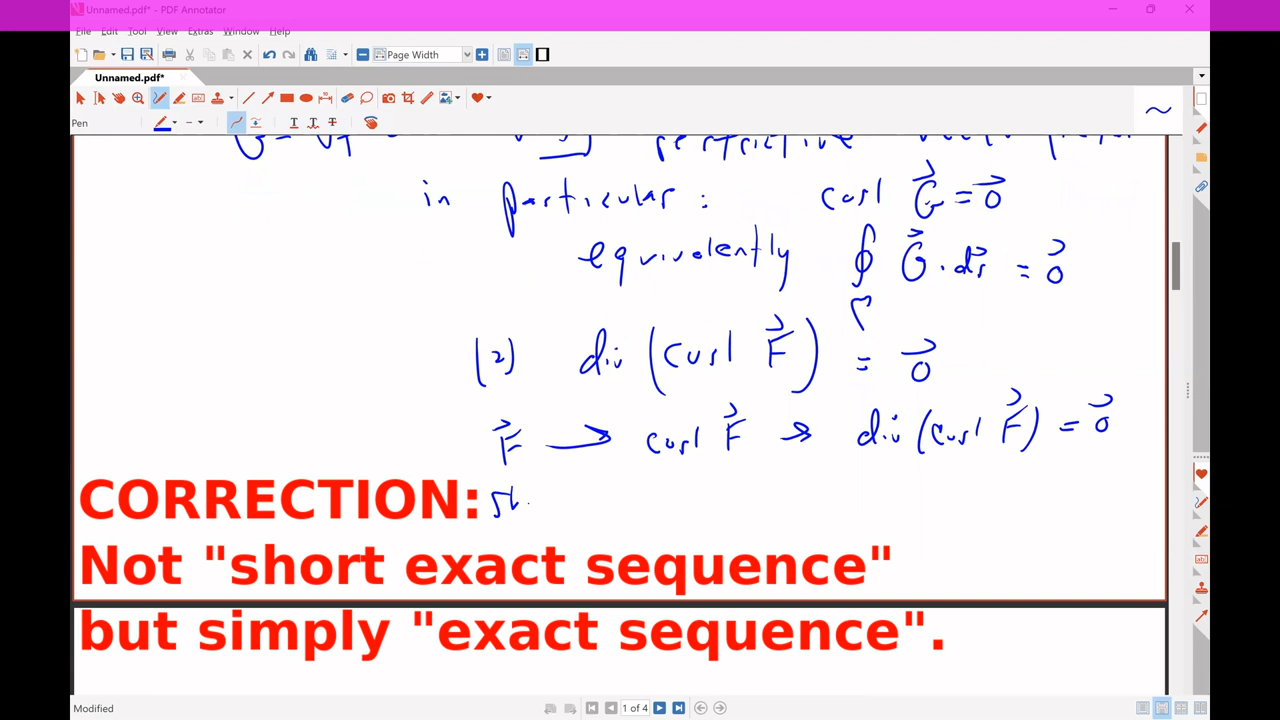 Unnamed.pdf* - PDF Annotator
File Edit Tool View Extras Window Help
Page Width
Unnamed.pdf*
Pen
restrictive
in particular: curl G⃗ = 0⃗
equivalently ∮ G⃗ · dr⃗ = 0⃗
Γ
(2) div (curl F⃗) = 0⃗
F⃗ → curl F⃗ → div (curl F⃗) = 0⃗
CORRECTION: sh
Not "short exact sequence"
but simply "exact sequence".
Modified
1 of 4